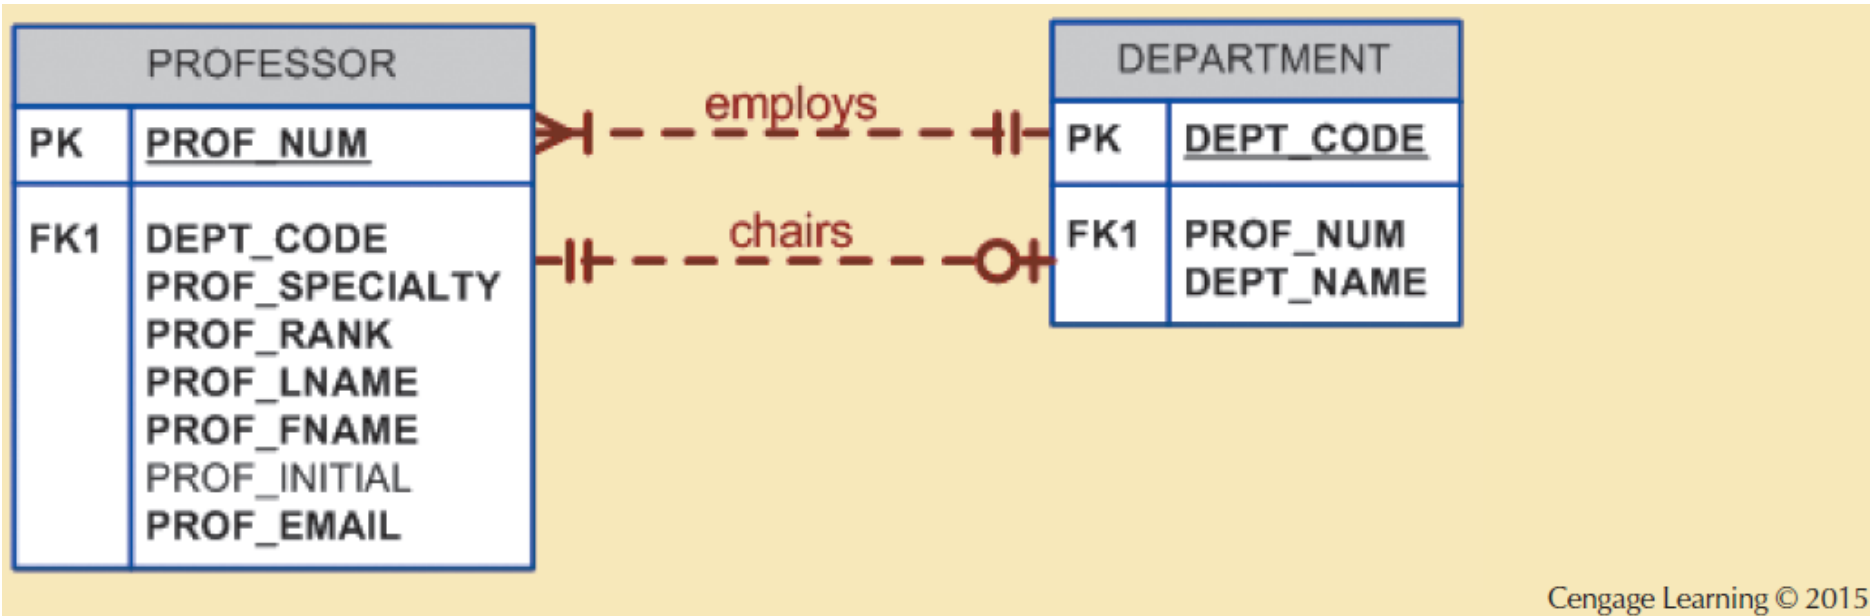 PROFESSOR
PK PROF_NUM
FK1 DEPT_CODE
PROF_SPECIALTY
PROF_RANK
PROF_LNAME
PROF_FNAME
PROF_INITIAL
PROF_EMAIL
employs
chairs
DEPARTMENT
PK DEPT_CODE
FK1 PROF_NUM
DEPT_NAME
Cengage Learning © 2015